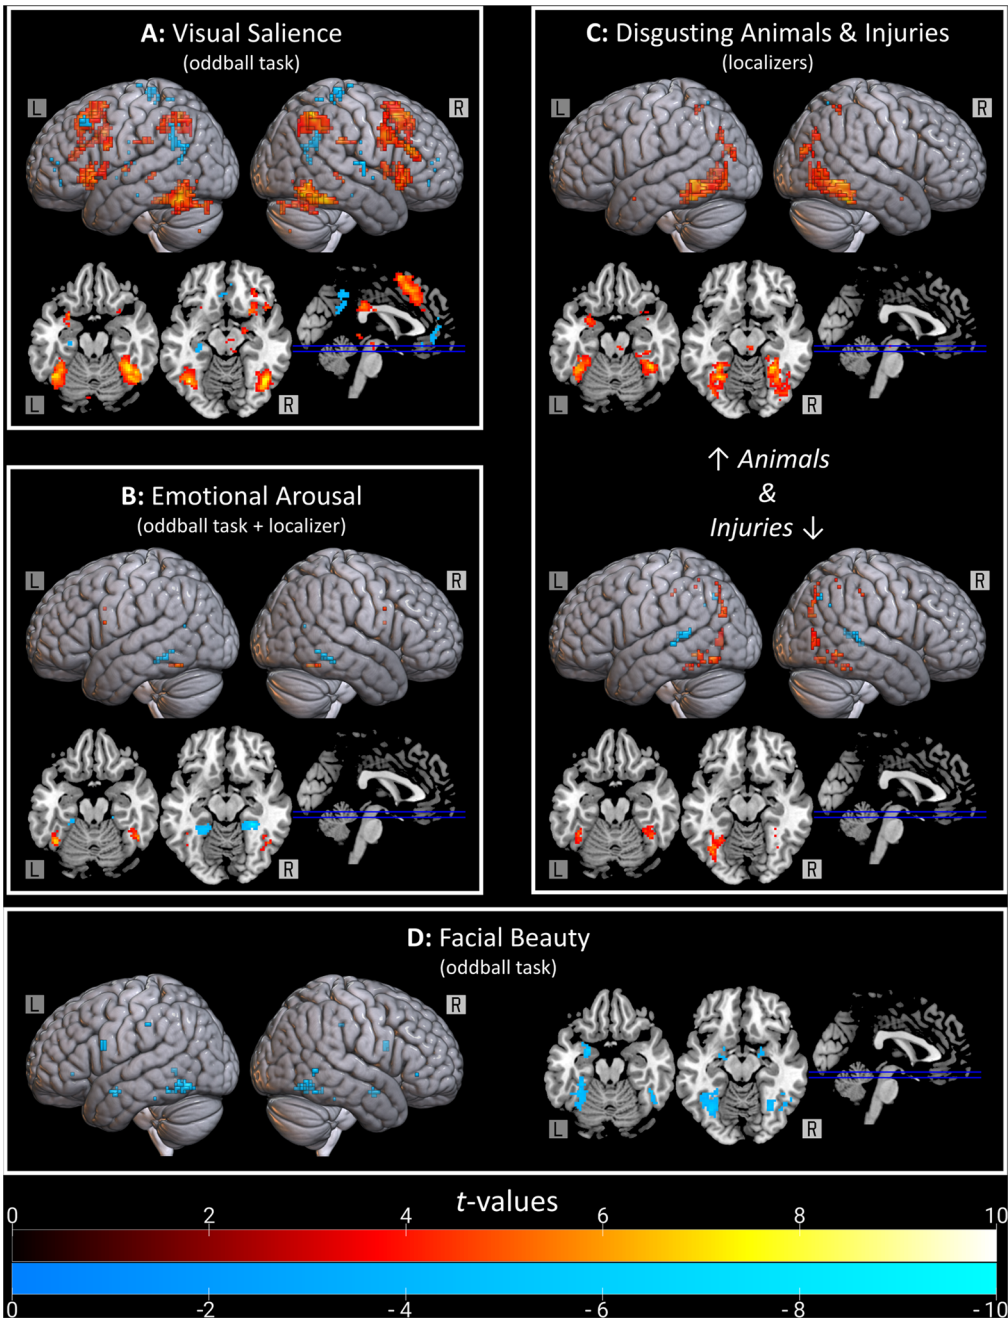 A: Visual Salience
(oddball task)
L
R
L
R
B: Emotional Arousal
(oddball task + localizer)
L
R
L
R
C: Disgusting Animals & Injuries
(localizers)
L
R
L
R
↑ Animals
&
Injuries ↓
L
R
L
R
D: Facial Beauty
(oddball task)
L
R
L
R
t-values
0 2 4 6 8 10
0 -2 -4 -6 -8 -10